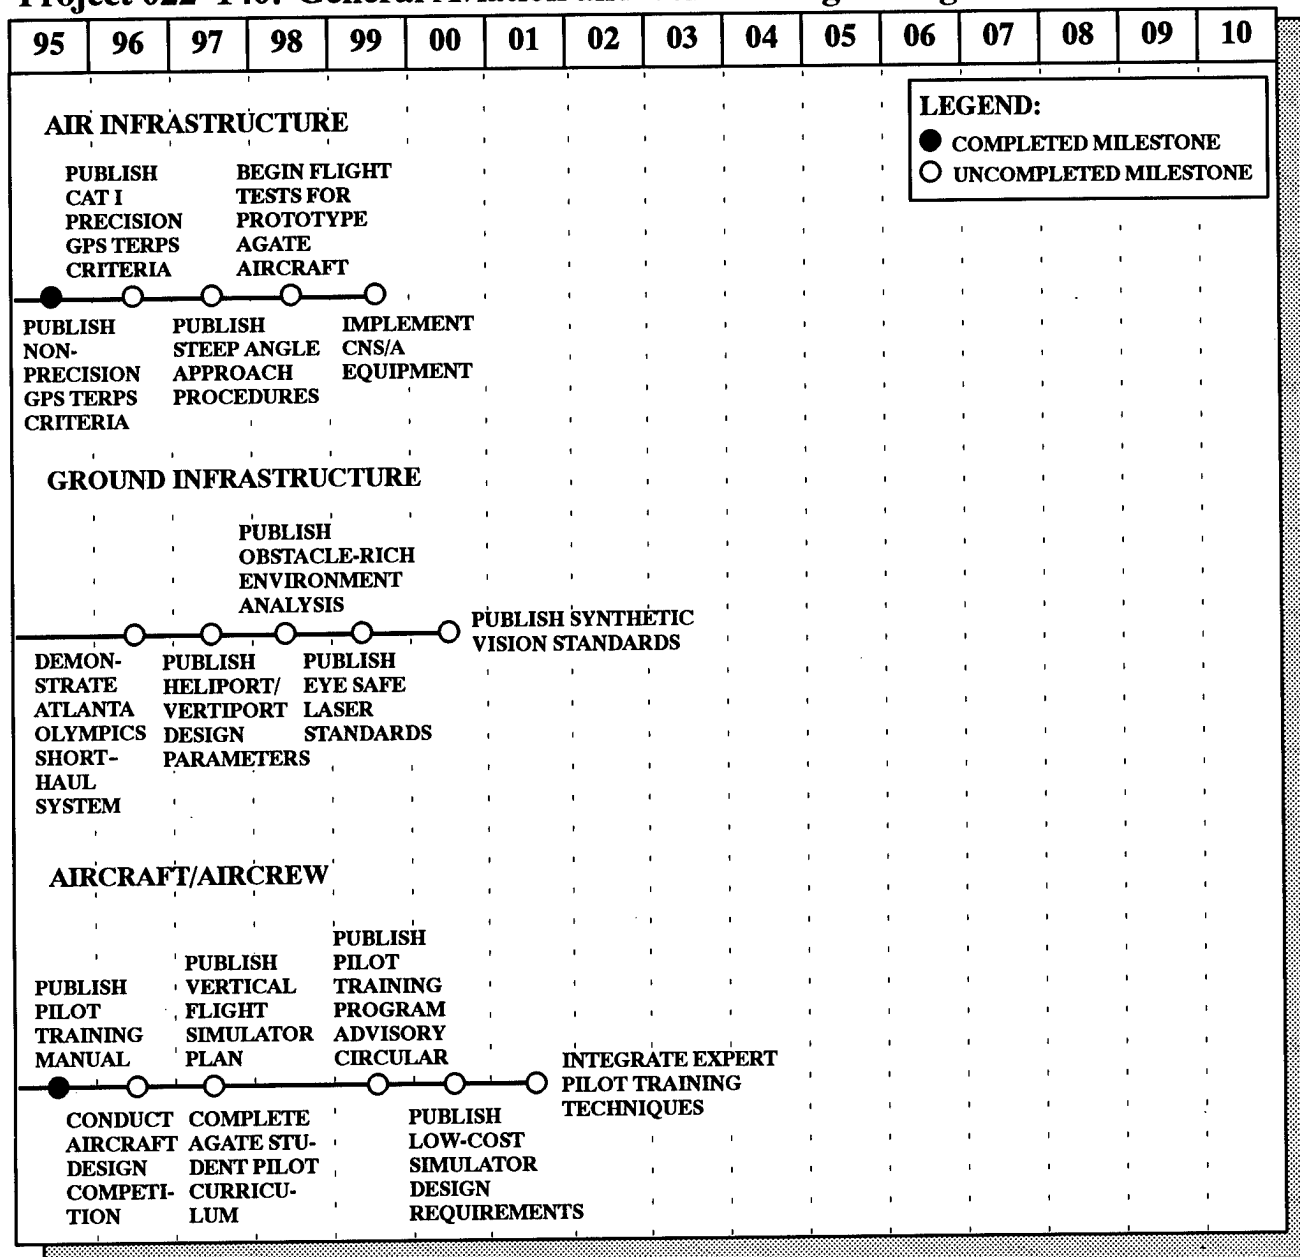 95 96 97 98 99 00 01 02 03 04 05 06 07 08 09 10
LEGEND:
COMPLETED MILESTONE
UNCOMPLETED MILESTONE
AIR INFRASTRUCTURE
PUBLISH
CAT I
PRECISION
GPS TERPS
CRITERIA
BEGIN FLIGHT
TESTS FOR
PROTOTYPE
AGATE
AIRCRAFT
PUBLISH
NON-
PRECISION
GPS TERPS
CRITERIA
PUBLISH
STEEP ANGLE
APPROACH
PROCEDURES
IMPLEMENT
CNS/A
EQUIPMENT
GROUND INFRASTRUCTURE
PUBLISH
OBSTACLE-RICH
ENVIRONMENT
ANALYSIS
PUBLISH SYNTHETIC
VISION STANDARDS
DEMON-
STRATE
ATLANTA
OLYMPICS
SHORT-
HAUL
SYSTEM
PUBLISH
HELIPORT/
VERTIPORT
DESIGN
PARAMETERS
PUBLISH
EYE SAFE
LASER
STANDARDS
AIRCRAFT/AIRCREW
PUBLISH
PILOT
TRAINING
MANUAL
PUBLISH
VERTICAL
FLIGHT
SIMULATOR
PLAN
PUBLISH
PILOT
TRAINING
PROGRAM
ADVISORY
CIRCULAR
INTEGRATE EXPERT
PILOT TRAINING
TECHNIQUES
CONDUCT
AIRCRAFT
DESIGN
COMPETI-
TION
COMPLETE
AGATE STU-
DENT PILOT
CURRICU-
LUM
PUBLISH
LOW-COST
SIMULATOR
DESIGN
REQUIREMENTS